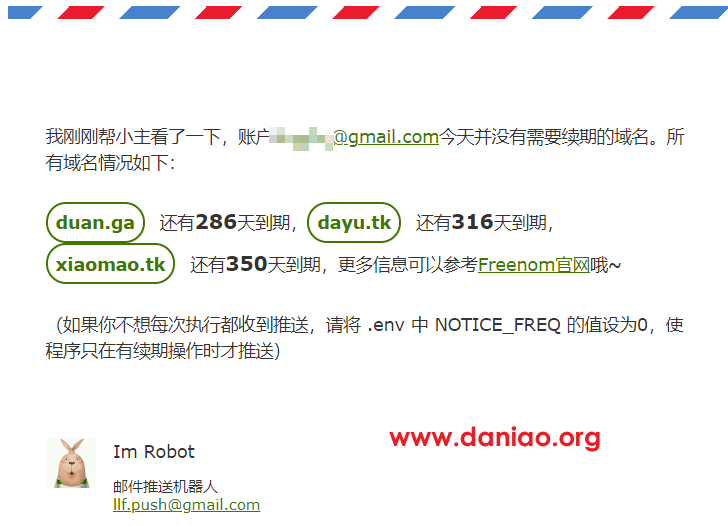 我刚刚帮小主看了一下，账户@gmail.com今天并没有需要续期的域名。所
有域名情况如下：
duan.ga 还有286天到期，dayu.tk 还有316天到期，
xiaomao.tk 还有350天到期，更多信息可以参考Freenom官网哦~
（如果你不想每次执行都收到推送，请将 .env 中 NOTICE_FREQ 的值设为0，使
程序只在有续期操作时才推送）
www.daniao.org
Im Robot
邮件推送机器人
llf.push@gmail.com